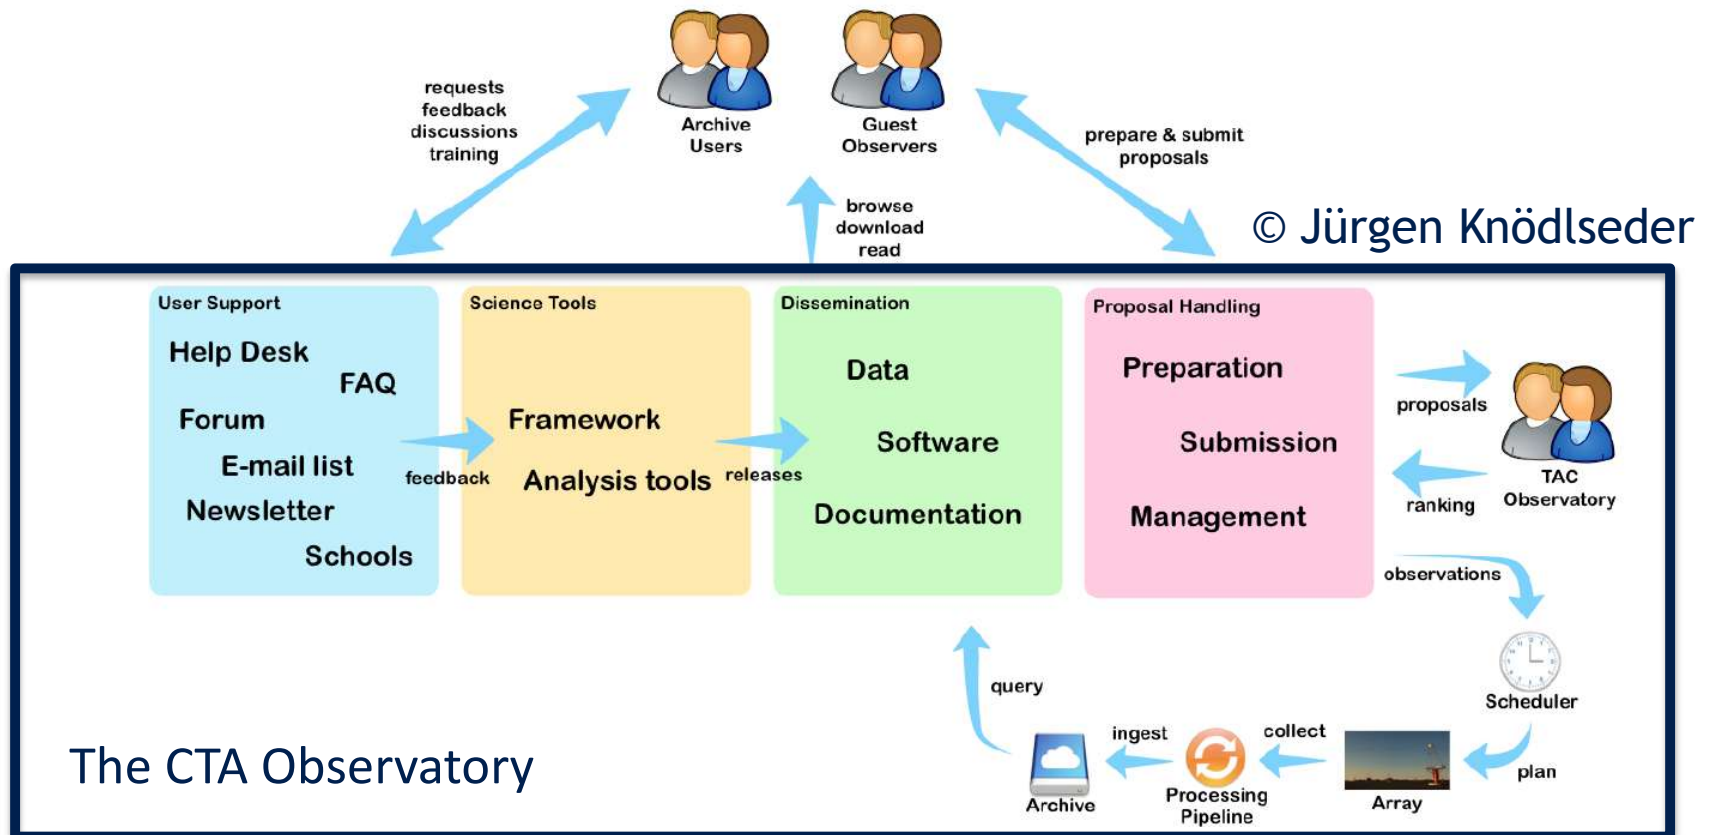 requests
feedback
discussions
training
Archive
Users
Guest
Observers
prepare & submit
proposals
browse
download
read
© Jürgen Knödlseder
User Support
Help Desk
FAQ
Forum
E-mail list
Newsletter
Schools
feedback
Science Tools
Framework
Analysis tools
releases
Dissemination
Data
Software
Documentation
Proposal Handling
Preparation
Submission
Management
proposals
ranking
TAC
Observatory
observations
Scheduler
plan
Array
collect
Processing
Pipeline
ingest
Archive
query
The CTA Observatory